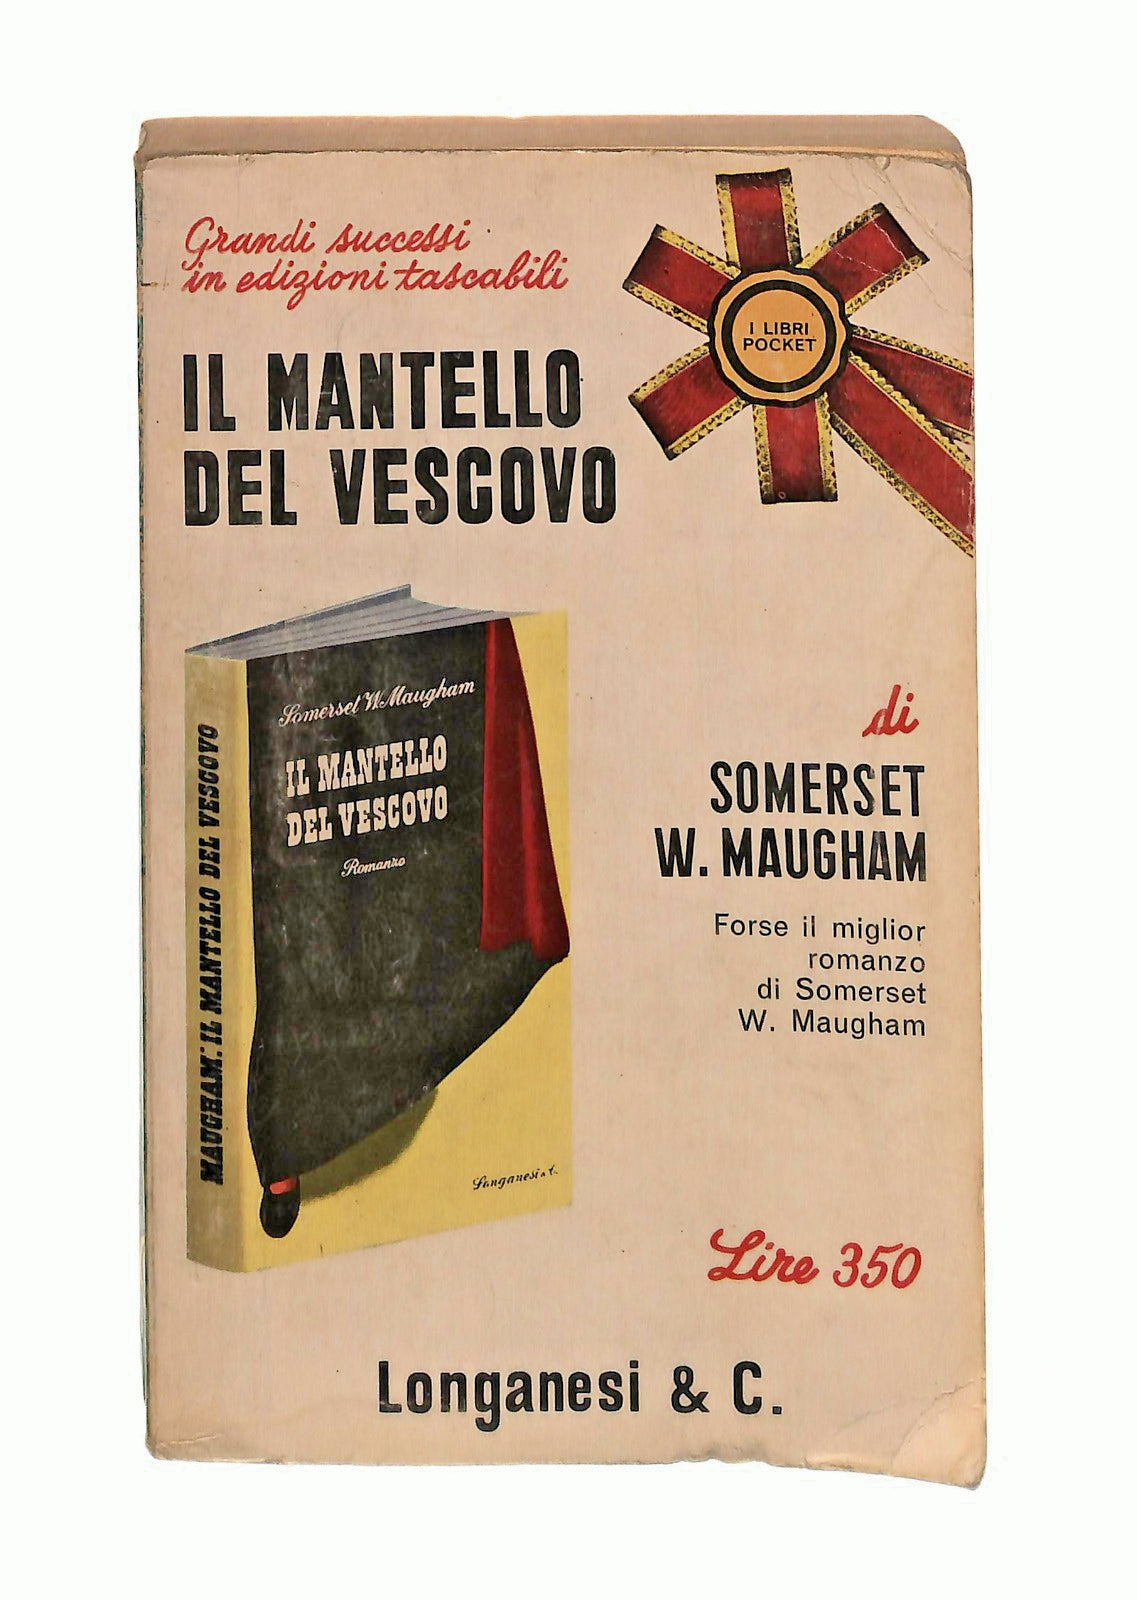 Grandi successi
in edizioni tascabili
I LIBRI
POCKET
IL MANTELLO
DEL VESCOVO
Somerset W. Maugham
IL MANTELLO
DEL VESCOVO
Romanzo
MAUGHAM: IL MANTELLO DEL VESCOVO
Longanesi & C.
di
SOMERSET
W. MAUGHAM
Forse il miglior
romanzo
di Somerset
W. Maugham
Lire 350
Longanesi & C.